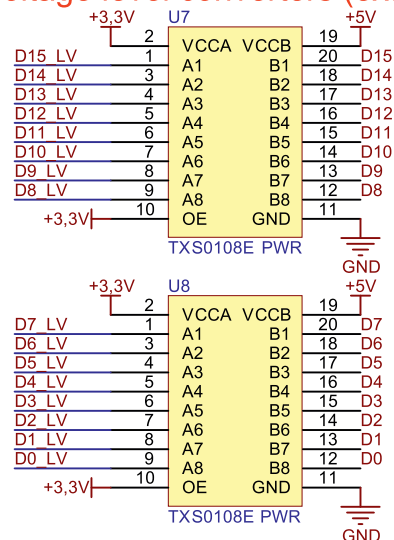 +3,3V U7 +5V
2 VCCA VCCB 19
D15_LV 1 A1 B1 20 D15
D14_LV 3 A2 B2 18 D14
D13_LV 4 A3 B3 17 D13
D12_LV 5 A4 B4 16 D12
D11_LV 6 A5 B5 15 D11
D10_LV 7 A6 B6 14 D10
D9_LV 8 A7 B7 13 D9
D8_LV 9 A8 B8 12 D8
+3,3V 10 OE GND 11
TXS0108E PWR
GND
+3,3V U8 +5V
2 VCCA VCCB 19
D7_LV 1 A1 B1 20 D7
D6_LV 3 A2 B2 18 D6
D5_LV 4 A3 B3 17 D5
D4_LV 5 A4 B4 16 D4
D3_LV 6 A5 B5 15 D3
D2_LV 7 A6 B6 14 D2
D1_LV 8 A7 B7 13 D1
D0_LV 9 A8 B8 12 D0
+3,3V 10 OE GND 11
TXS0108E PWR
GND